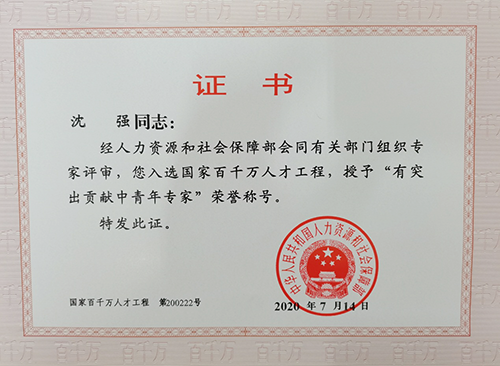 证书
沈 强同志：
经人力资源和社会保障部会同有关部门组织专
家评审，您入选国家百千万人才工程，授予“有突
出贡献中青年专家”荣誉称号。
特发此证。
中华人民共和国人力资源和社会保障部
国家百千万人才工程 第200222号
2020 年 7 月 14 日